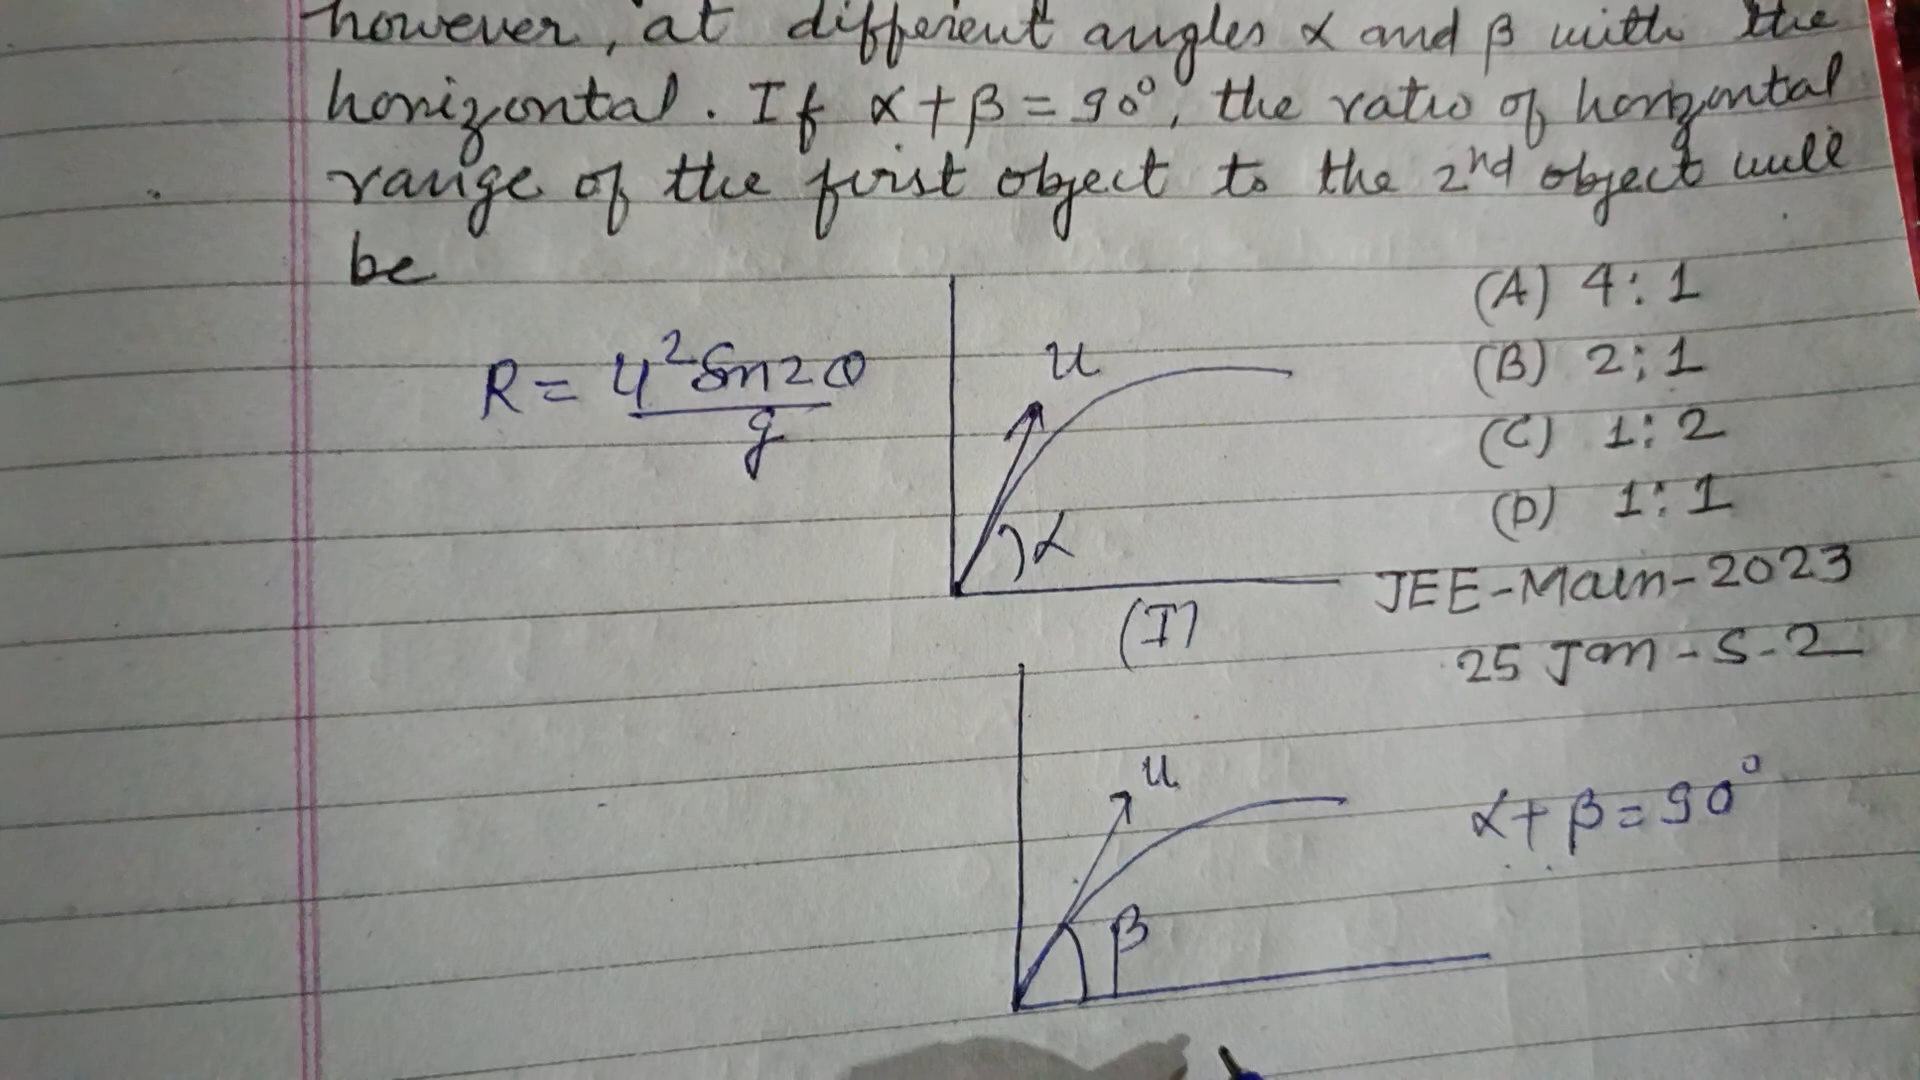 however, at different angles α and β with the
horizontal. If α + β = 90°, the ratio of horizontal
range of the first object to the 2nd object will
be
(A) 4:1
(B) 2:1
(C) 1:2
(D) 1:1
JEE-Main-2023
25 Jan-S-2
R = u² Sin2θ
g
u
α
(I)
u
β
α + β = 90°